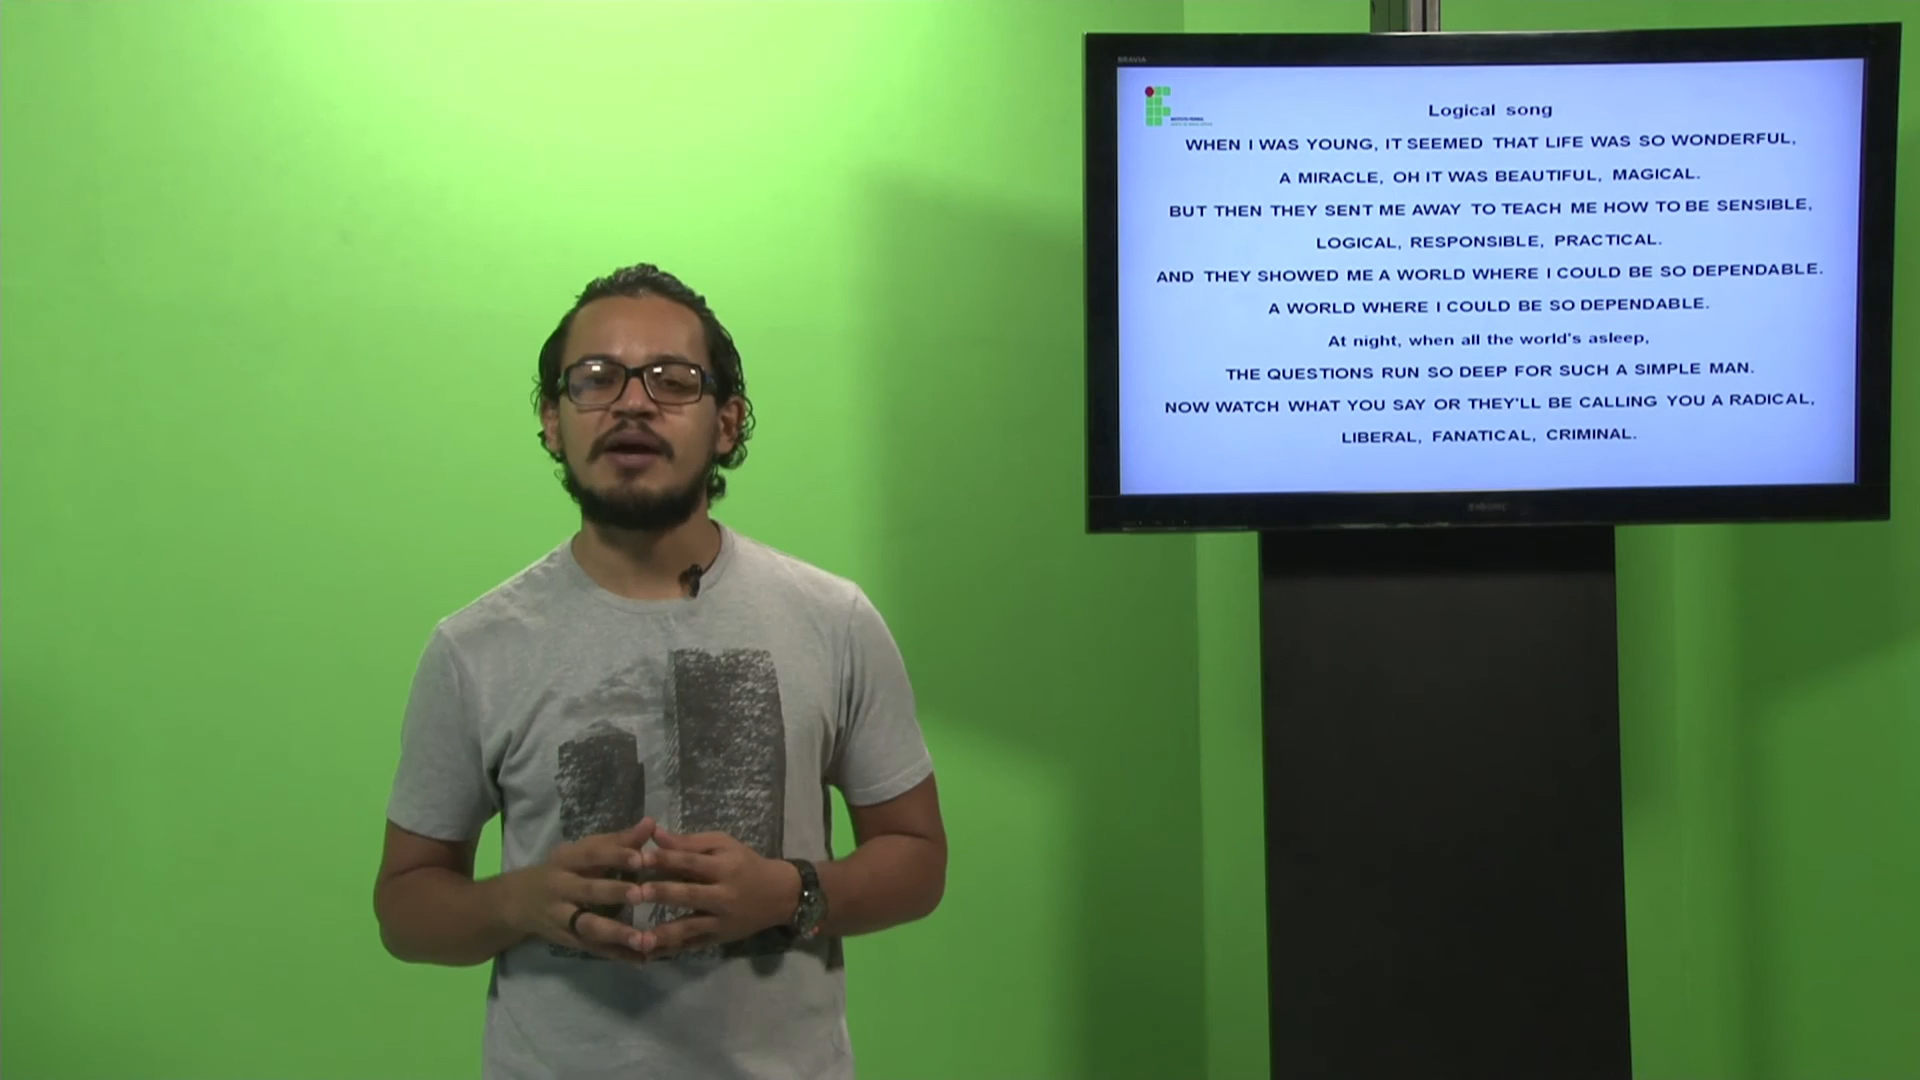 BRAVIA
Logical song
WHEN I WAS YOUNG, IT SEEMED THAT LIFE WAS SO WONDERFUL,
A MIRACLE, OH IT WAS BEAUTIFUL, MAGICAL.
BUT THEN THEY SENT ME AWAY TO TEACH ME HOW TO BE SENSIBLE,
LOGICAL, RESPONSIBLE, PRACTICAL.
AND THEY SHOWED ME A WORLD WHERE I COULD BE SO DEPENDABLE.
A WORLD WHERE I COULD BE SO DEPENDABLE.
At night, when all the world's asleep,
THE QUESTIONS RUN SO DEEP FOR SUCH A SIMPLE MAN.
NOW WATCH WHAT YOU SAY OR THEY'LL BE CALLING YOU A RADICAL,
LIBERAL, FANATICAL, CRIMINAL.